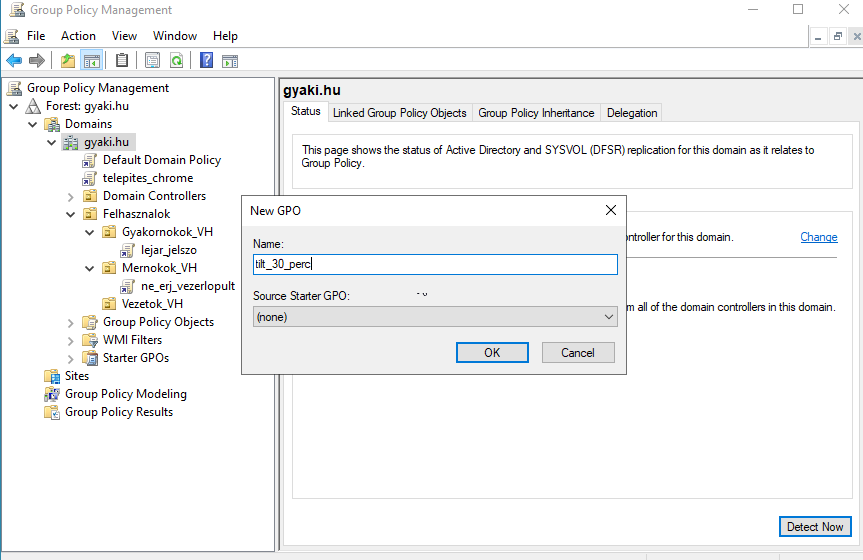 Group Policy Management
File Action View Window Help
Group Policy Management
Forest: gyaki.hu
Domains
gyaki.hu
Default Domain Policy
telepites_chrome
Domain Controllers
Felhasznalok
Gyakornokok_VH
lejar_jelszo
Mernokok_VH
ne_erj_vezerlopult
Vezetok_VH
Group Policy Objects
WMI Filters
Starter GPOs
Sites
Group Policy Modeling
Group Policy Results
gyaki.hu
Status Linked Group Policy Objects Group Policy Inheritance Delegation
This page shows the status of Active Directory and SYSVOL (DFSR) replication for this domain as it relates to
Group Policy.
controller for this domain. Change
m all of the domain controllers in this domain.
New GPO
Name:
tilt_30_perc
Source Starter GPO:
(none)
OK Cancel
Detect Now